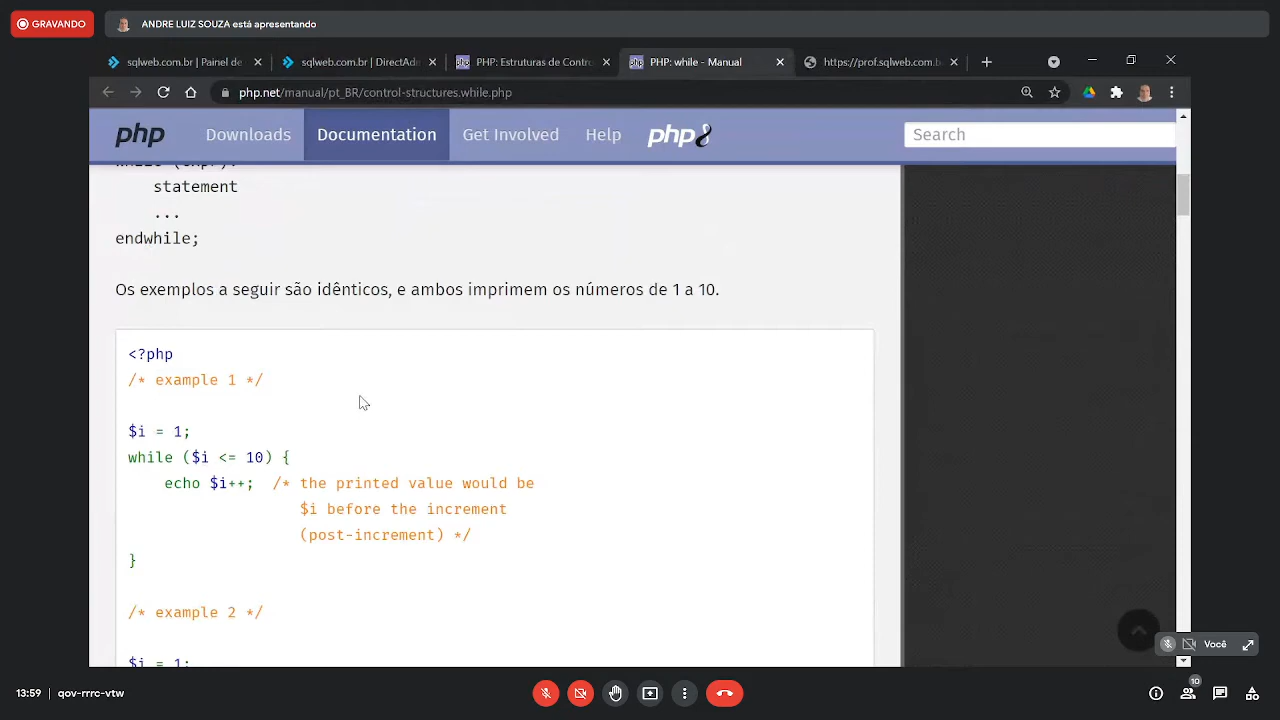 GRAVANDO
ANDRE LUIZ SOUZA está apresentando
sqlweb.com.br | Painel de
sqlweb.com.br | DirectAdm
PHP: Estruturas de Contro
PHP: while - Manual
https://prof.sqlweb.com.b
php.net/manual/pt_BR/control-structures.while.php
php
Downloads
Documentation
Get Involved
Help
php8
Search
statement
...
endwhile;
Os exemplos a seguir são idênticos, e ambos imprimem os números de 1 a 10.
<?php
/* example 1 */
$i = 1;
while ($i <= 10) {
echo $i++;  /* the printed value would be
$i before the increment
(post-increment) */
}
/* example 2 */
$i = 1;
Você
13:59
qov-rrrc-vtw
10